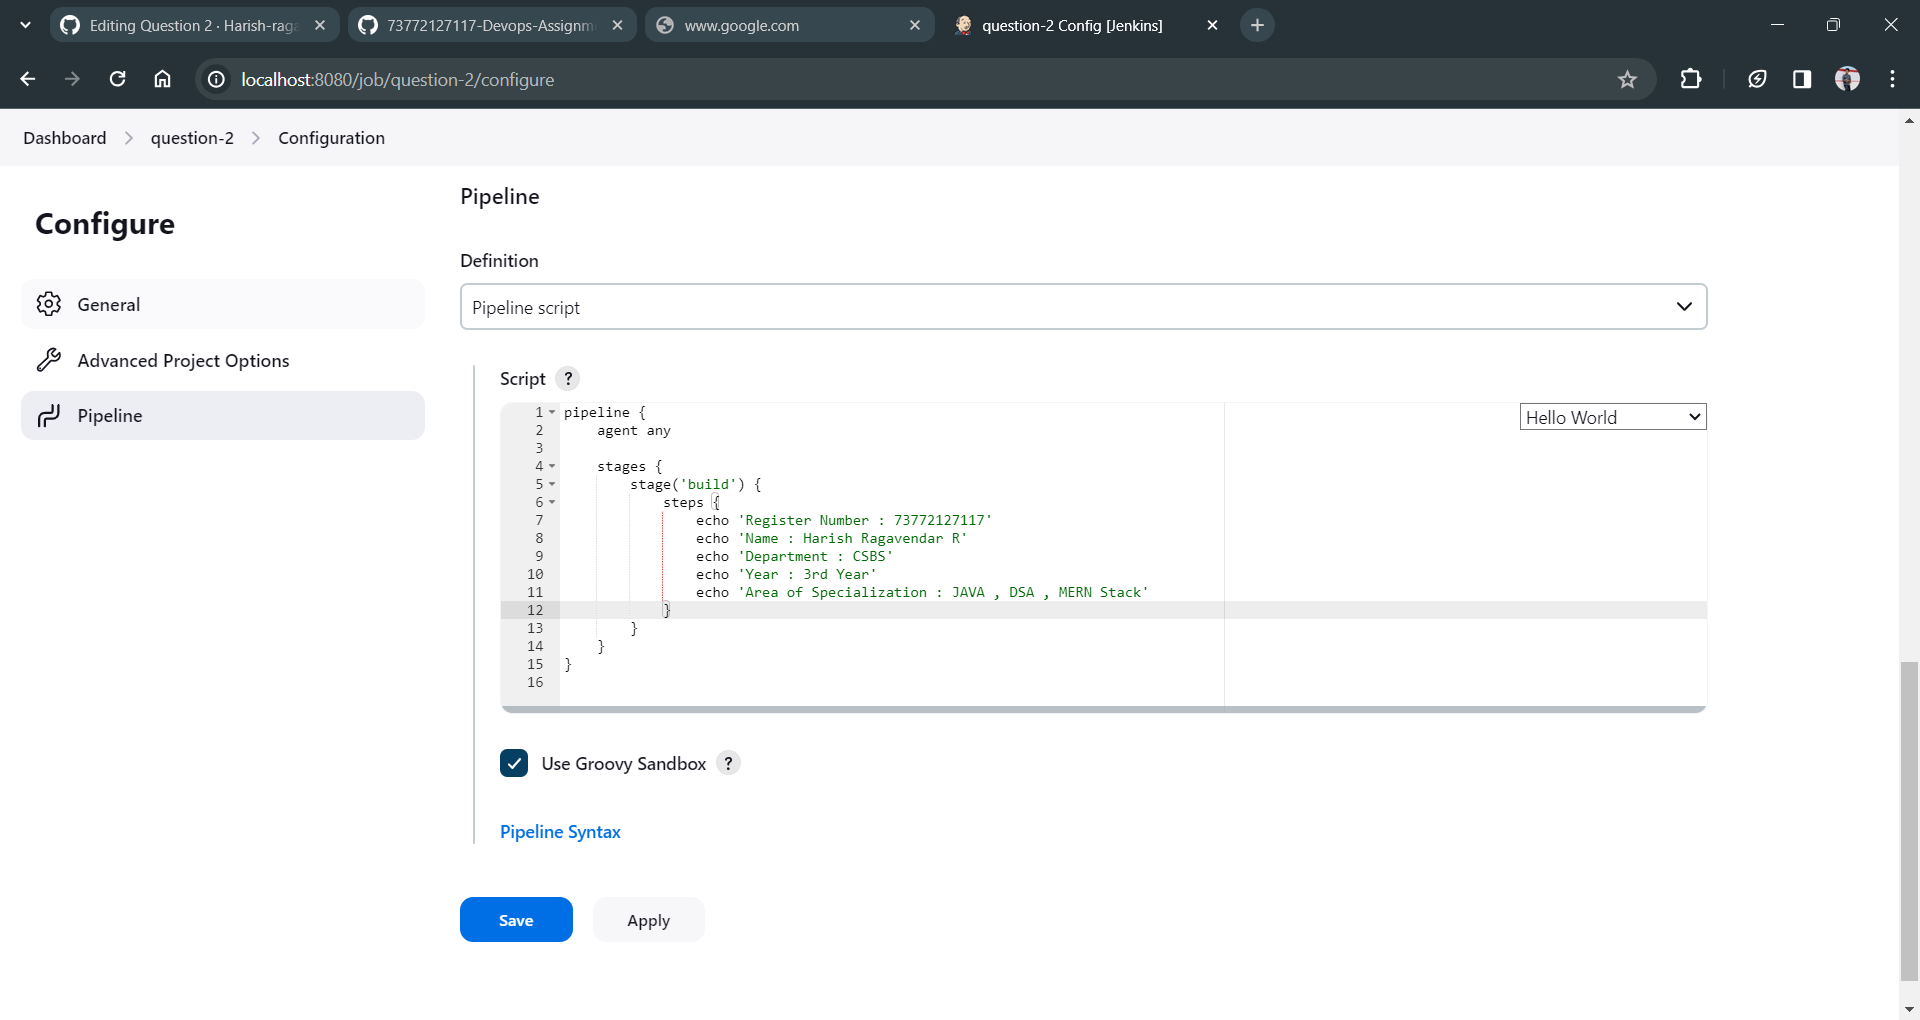 Editing Question 2 · Harish-raga
73772127117-Devops-Assignm
www.google.com
question-2 Config [Jenkins]
localhost:8080/job/question-2/configure
Dashboard
question-2
Configuration
Configure
General
Advanced Project Options
Pipeline
Pipeline
Definition
Pipeline script
Script ?
Hello World
1 pipeline {
2     agent any
3
4     stages {
5         stage('build') {
6             steps {
7                 echo 'Register Number : 73772127117'
8                 echo 'Name : Harish Ragavendar R'
9                 echo 'Department : CSBS'
10                 echo 'Year : 3rd Year'
11                 echo 'Area of Specialization : JAVA , DSA , MERN Stack'
12             }
13         }
14     }
15 }
16
Use Groovy Sandbox ?
Pipeline Syntax
Save
Apply